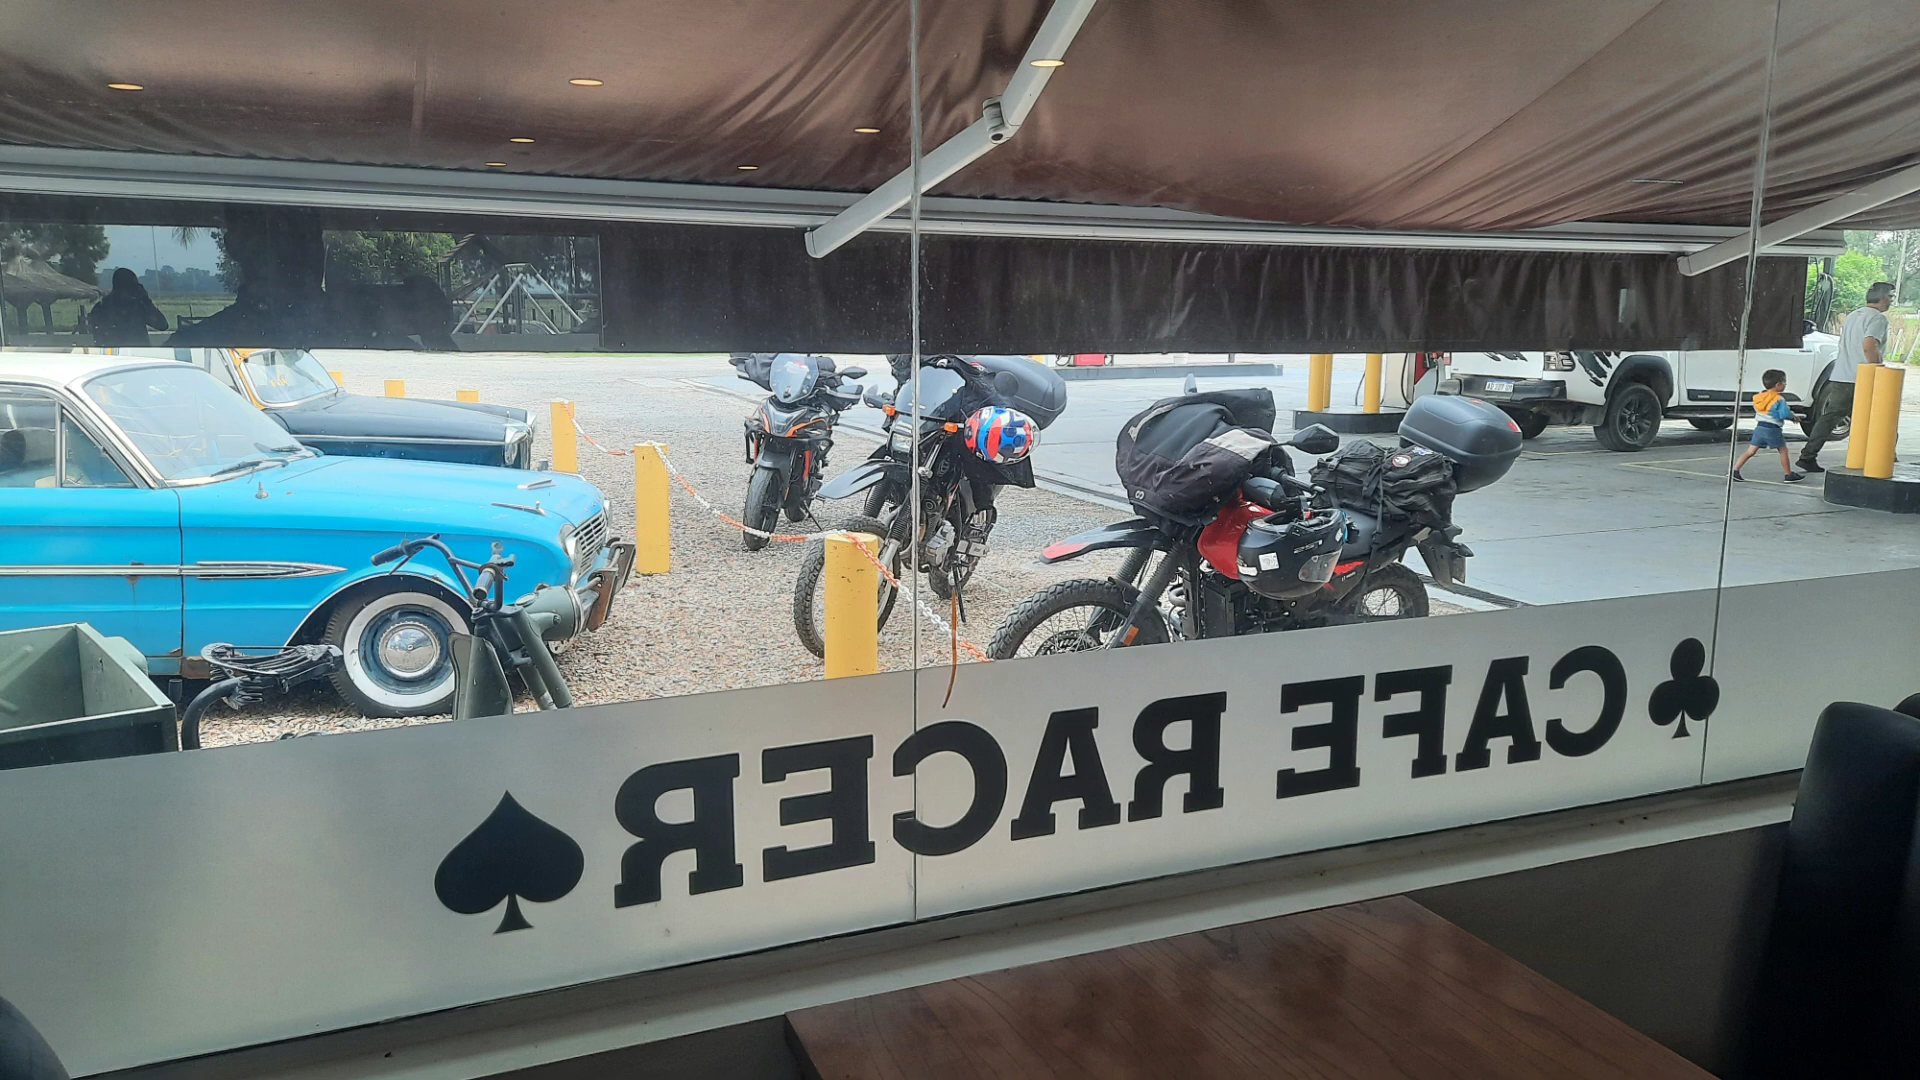 ♣ CAFE RACER ♠